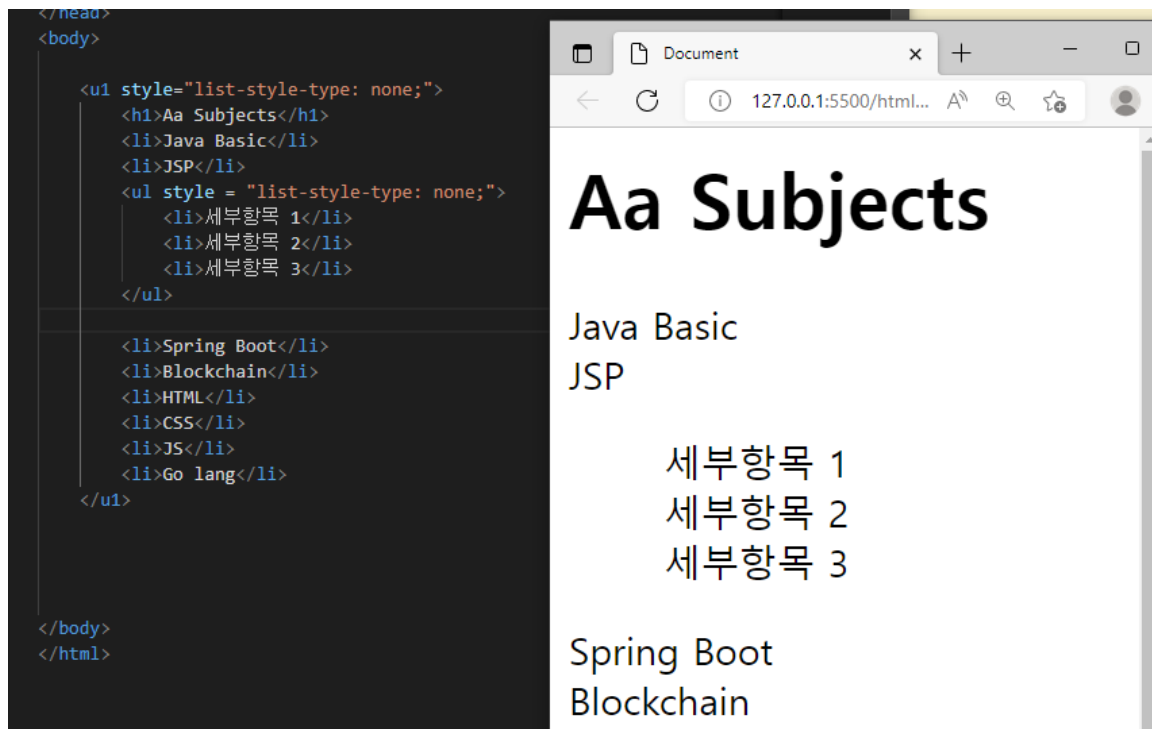 </head>
<body>
<u1 style="list-style-type: none;">
<h1>Aa Subjects</h1>
<li>Java Basic</li>
<li>JSP</li>
<ul style = "list-style-type: none;">
<li>세부항목 1</li>
<li>세부항목 2</li>
<li>세부항목 3</li>
</ul>
<li>Spring Boot</li>
<li>Blockchain</li>
<li>HTML</li>
<li>CSS</li>
<li>JS</li>
<li>Go lang</li>
</u1>
</body>
</html>
Document
127.0.0.1:5500/html...
Aa Subjects
Java Basic
JSP
세부항목 1
세부항목 2
세부항목 3
Spring Boot
Blockchain